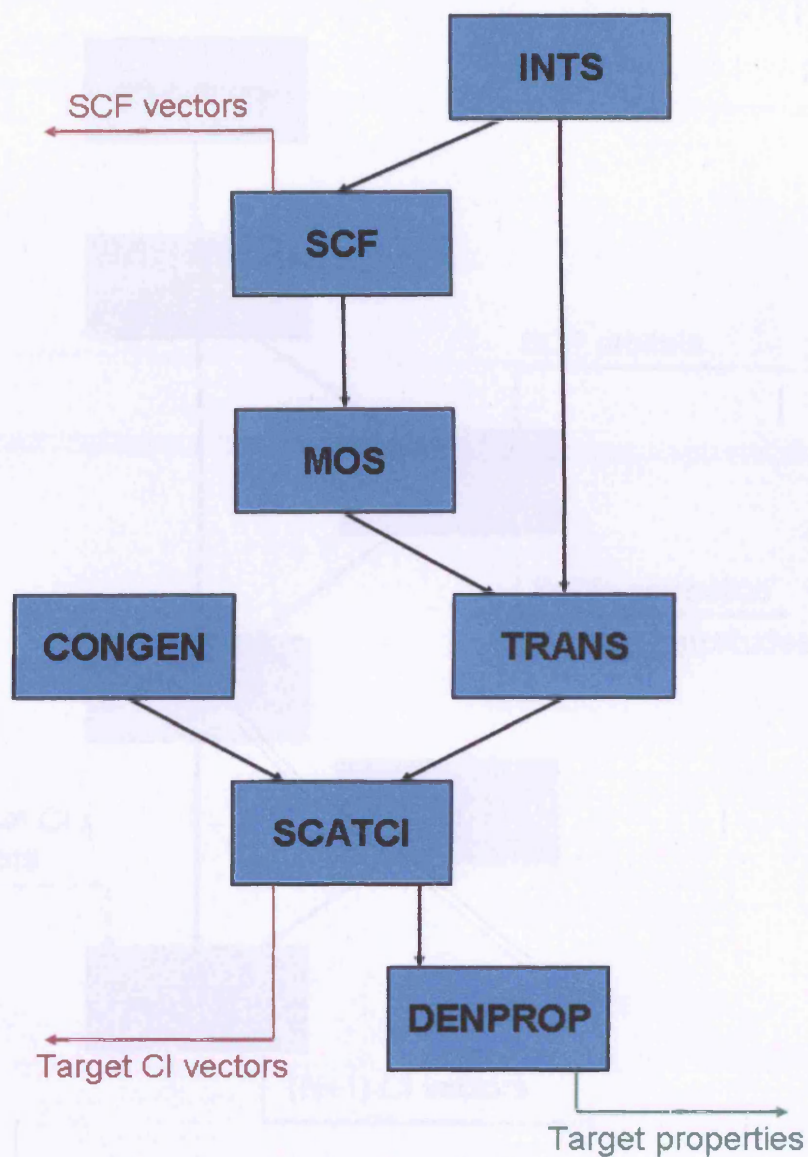 INTS
SCF vectors
SCF
MOS
CONGEN
TRANS
SCATCI
DENPROP
Target CI vectors
Target properties